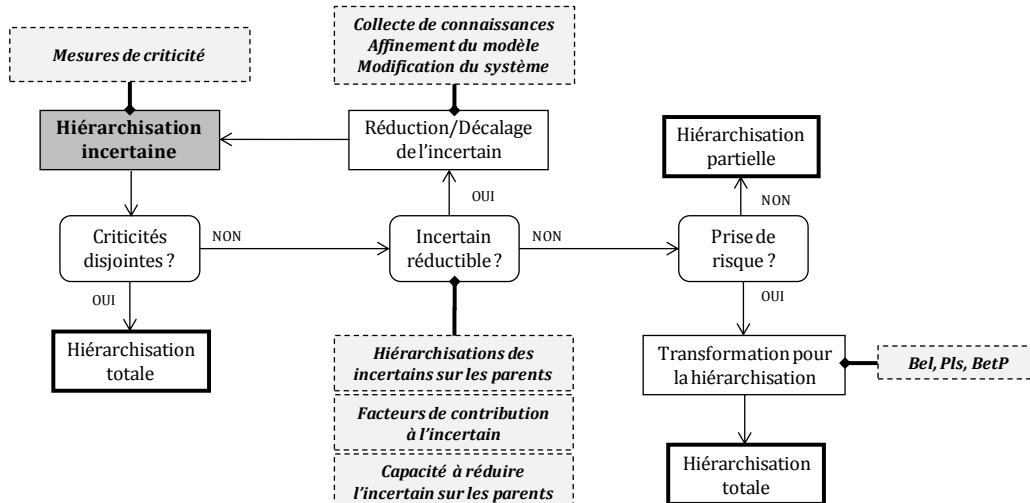 Mesures de criticité
Collecte de connaissances
Affinement du modèle
Modification du système
Hiérarchisation
incertaine
Réduction/Décalage
de l'incertain
Hiérarchisation
partielle
OUI
NON
Criticités
disjointes ?
NON
Incertain
réductible ?
NON
Prise de
risque ?
OUI
OUI
Hiérarchisation
totale
Hiérarchisations des
incertains sur les parents
Transformation pour
la hiérarchisation
Bel, Pls, BetP
Facteurs de contribution
à l'incertain
Capacité à réduire
l'incertain sur les parents
Hiérarchisation
totale